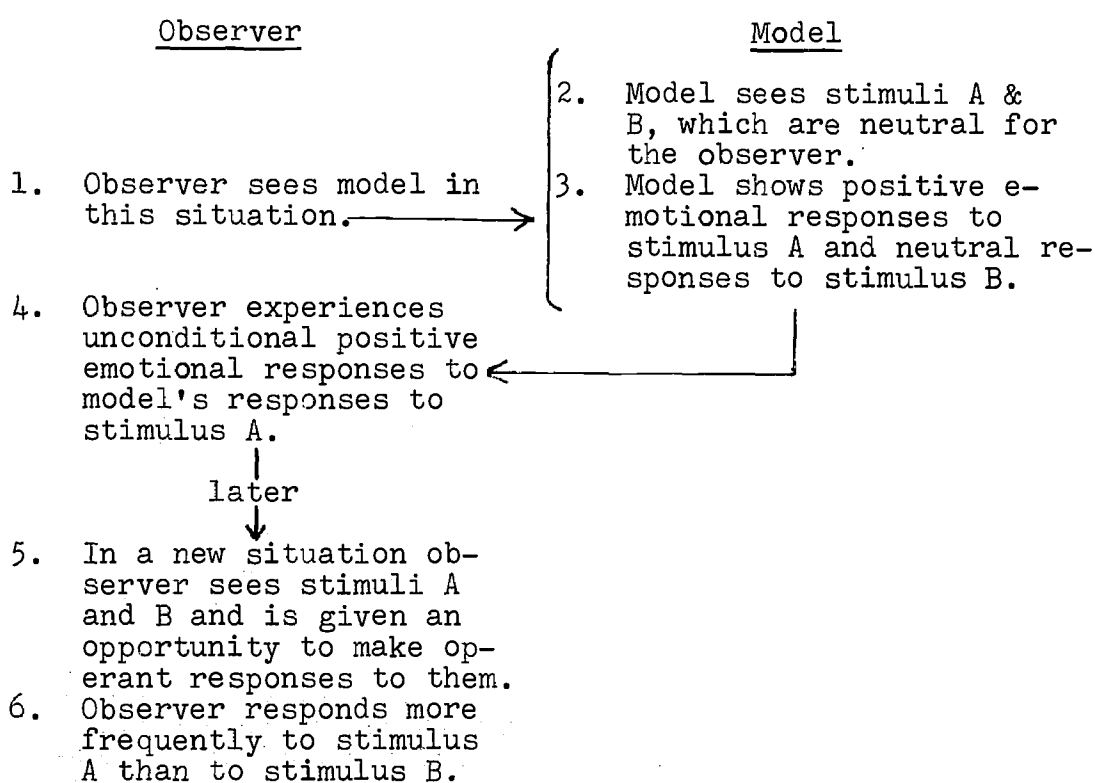 Observer
Model
1. Observer sees model in
this situation.
2. Model sees stimuli A &
B, which are neutral for
the observer.
3. Model shows positive e-
motional responses to
stimulus A and neutral re-
sponses to stimulus B.
4. Observer experiences
unconditional positive
emotional responses to
model's responses to
stimulus A.
later
5. In a new situation ob-
server sees stimuli A
and B and is given an
opportunity to make op-
erant responses to them.
6. Observer responds more
frequently to stimulus
A than to stimulus B.